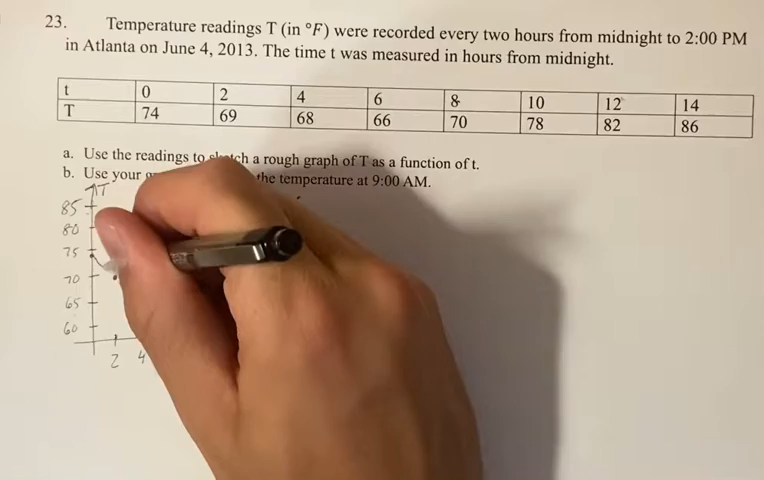 23. Temperature readings T (in °F) were recorded every two hours from midnight to 2:00 PM
in Atlanta on June 4, 2013. The time t was measured in hours from midnight.
t 0 2 4 6 8 10 12 14
T 74 69 68 66 70 78 82 86
a. Use the readings to sketch a rough graph of T as a function of t.
b. Use your the temperature at 9:00 AM.
T
85
80
75
70
65
60
2 4